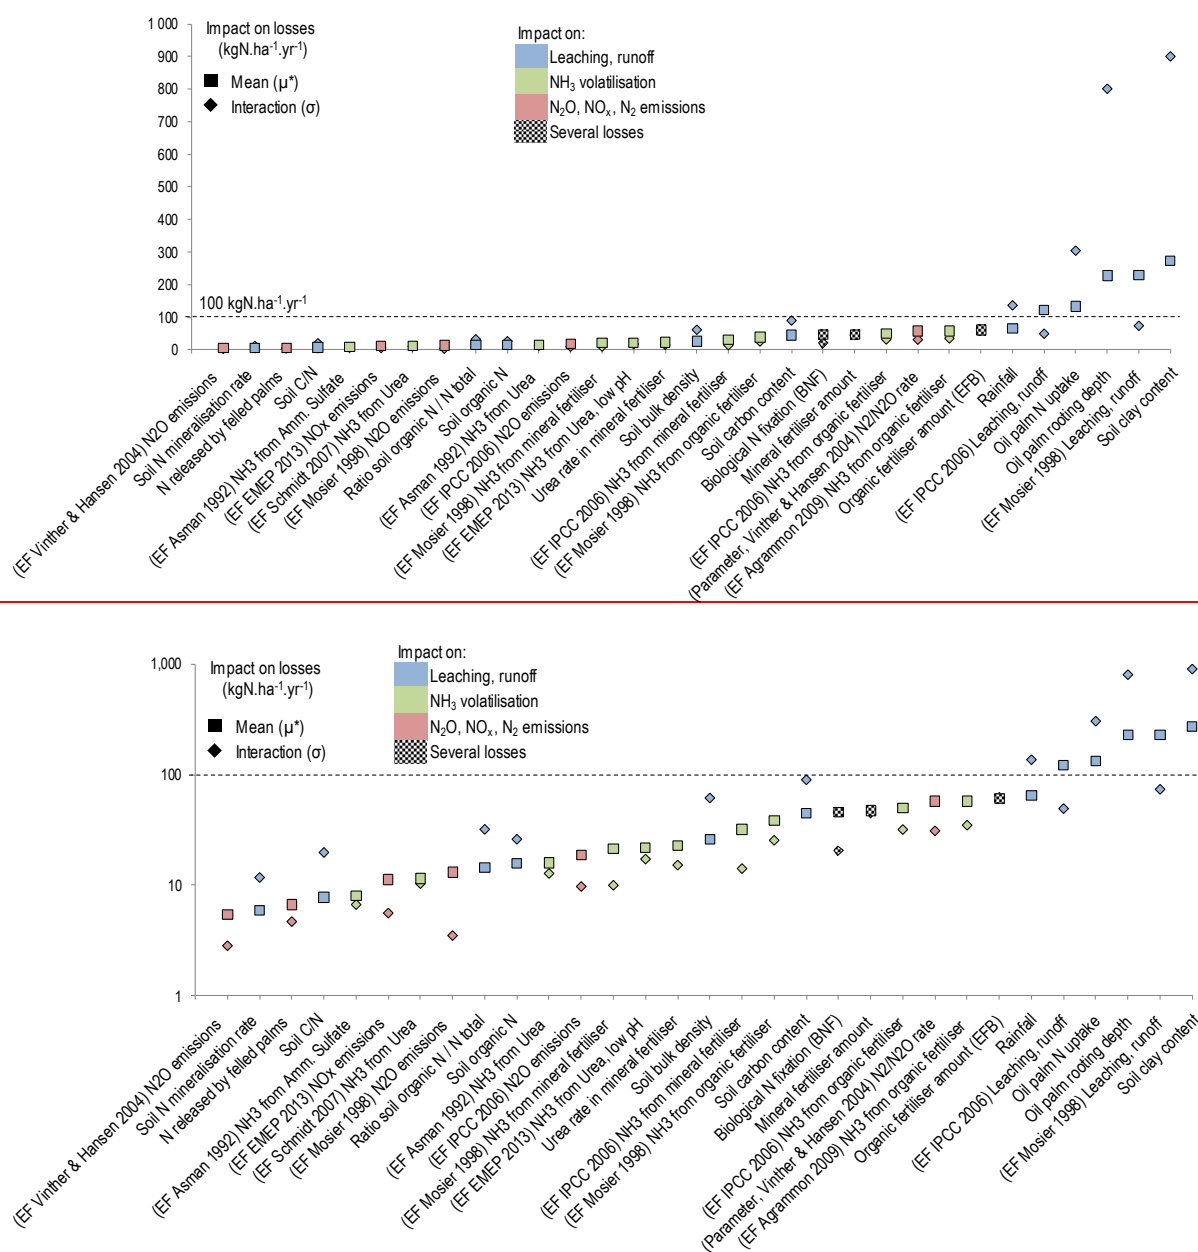 1 000
900
800
700
600
500
400
300
200
100
0
Impact on losses
(kgN.ha-1.yr-1)
Mean (µ*)
Interaction (σ)
Impact on:
Leaching, runoff
NH3 volatilisation
N2O, NOx, N2 emissions
Several losses
100 kgN.ha-1.yr-1
(EF Vinther & Hansen 2004) N2O emissions
Soil N mineralisation rate
N released by felled palms
Soil C/N
(EF Asman 1992) NH3 from Amm. Sulfate
(EF EMEP 2013) NOx emissions
(EF Schmidt 2007) NH3 from Urea
(EF Mosier 1998) N2O emissions
Ratio soil organic N / N total
Soil organic N
(EF Asman 1992) NH3 from Urea
(EF IPCC 2006) N2O emissions
(EF Mosier 1998) NH3 from mineral fertiliser
(EF EMEP 2013) NH3 from Urea, low pH
Urea rate in mineral fertiliser
Soil bulk density
(EF IPCC 2006) NH3 from mineral fertiliser
(EF Mosier 1998) NH3 from organic fertiliser
Soil carbon content
Biological N fixation (BNF)
Mineral fertiliser amount
(EF IPCC 2006) NH3 from organic fertiliser
(Parameter, Vinther & Hansen 2004) N2/N2O rate
(EF Agrammon 2009) NH3 from organic fertiliser
Organic fertiliser amount (EFB)
Rainfall
(EF IPCC 2006) Leaching, runoff
Oil palm N uptake
Oil palm rooting depth
(EF Mosier 1998) Leaching, runoff
Soil clay content
1,000
100
10
1
Impact on losses
(kgN.ha-1.yr-1)
Mean (µ*)
Interaction (σ)
Impact on:
Leaching, runoff
NH3 volatilisation
N2O, NOx, N2 emissions
Several losses
(EF Vinther & Hansen 2004) N2O emissions
Soil N mineralisation rate
N released by felled palms
Soil C/N
(EF Asman 1992) NH3 from Amm. Sulfate
(EF EMEP 2013) NOx emissions
(EF Schmidt 2007) NH3 from Urea
(EF Mosier 1998) N2O emissions
Ratio soil organic N / N total
Soil organic N
(EF Asman 1992) NH3 from Urea
(EF IPCC 2006) N2O emissions
(EF Mosier 1998) NH3 from mineral fertiliser
(EF EMEP 2013) NH3 from Urea, low pH
Urea rate in mineral fertiliser
Soil bulk density
(EF IPCC 2006) NH3 from mineral fertiliser
(EF Mosier 1998) NH3 from organic fertiliser
Soil carbon content
Biological N fixation (BNF)
Mineral fertiliser amount
(EF IPCC 2006) NH3 from organic fertiliser
(Parameter, Vinther & Hansen 2004) N2/N2O rate
(EF Agrammon 2009) NH3 from organic fertiliser
Organic fertiliser amount (EFB)
Rainfall
(EF IPCC 2006) Leaching, runoff
Oil palm N uptake
Oil palm rooting depth
(EF Mosier 1998) Leaching, runoff
Soil clay content